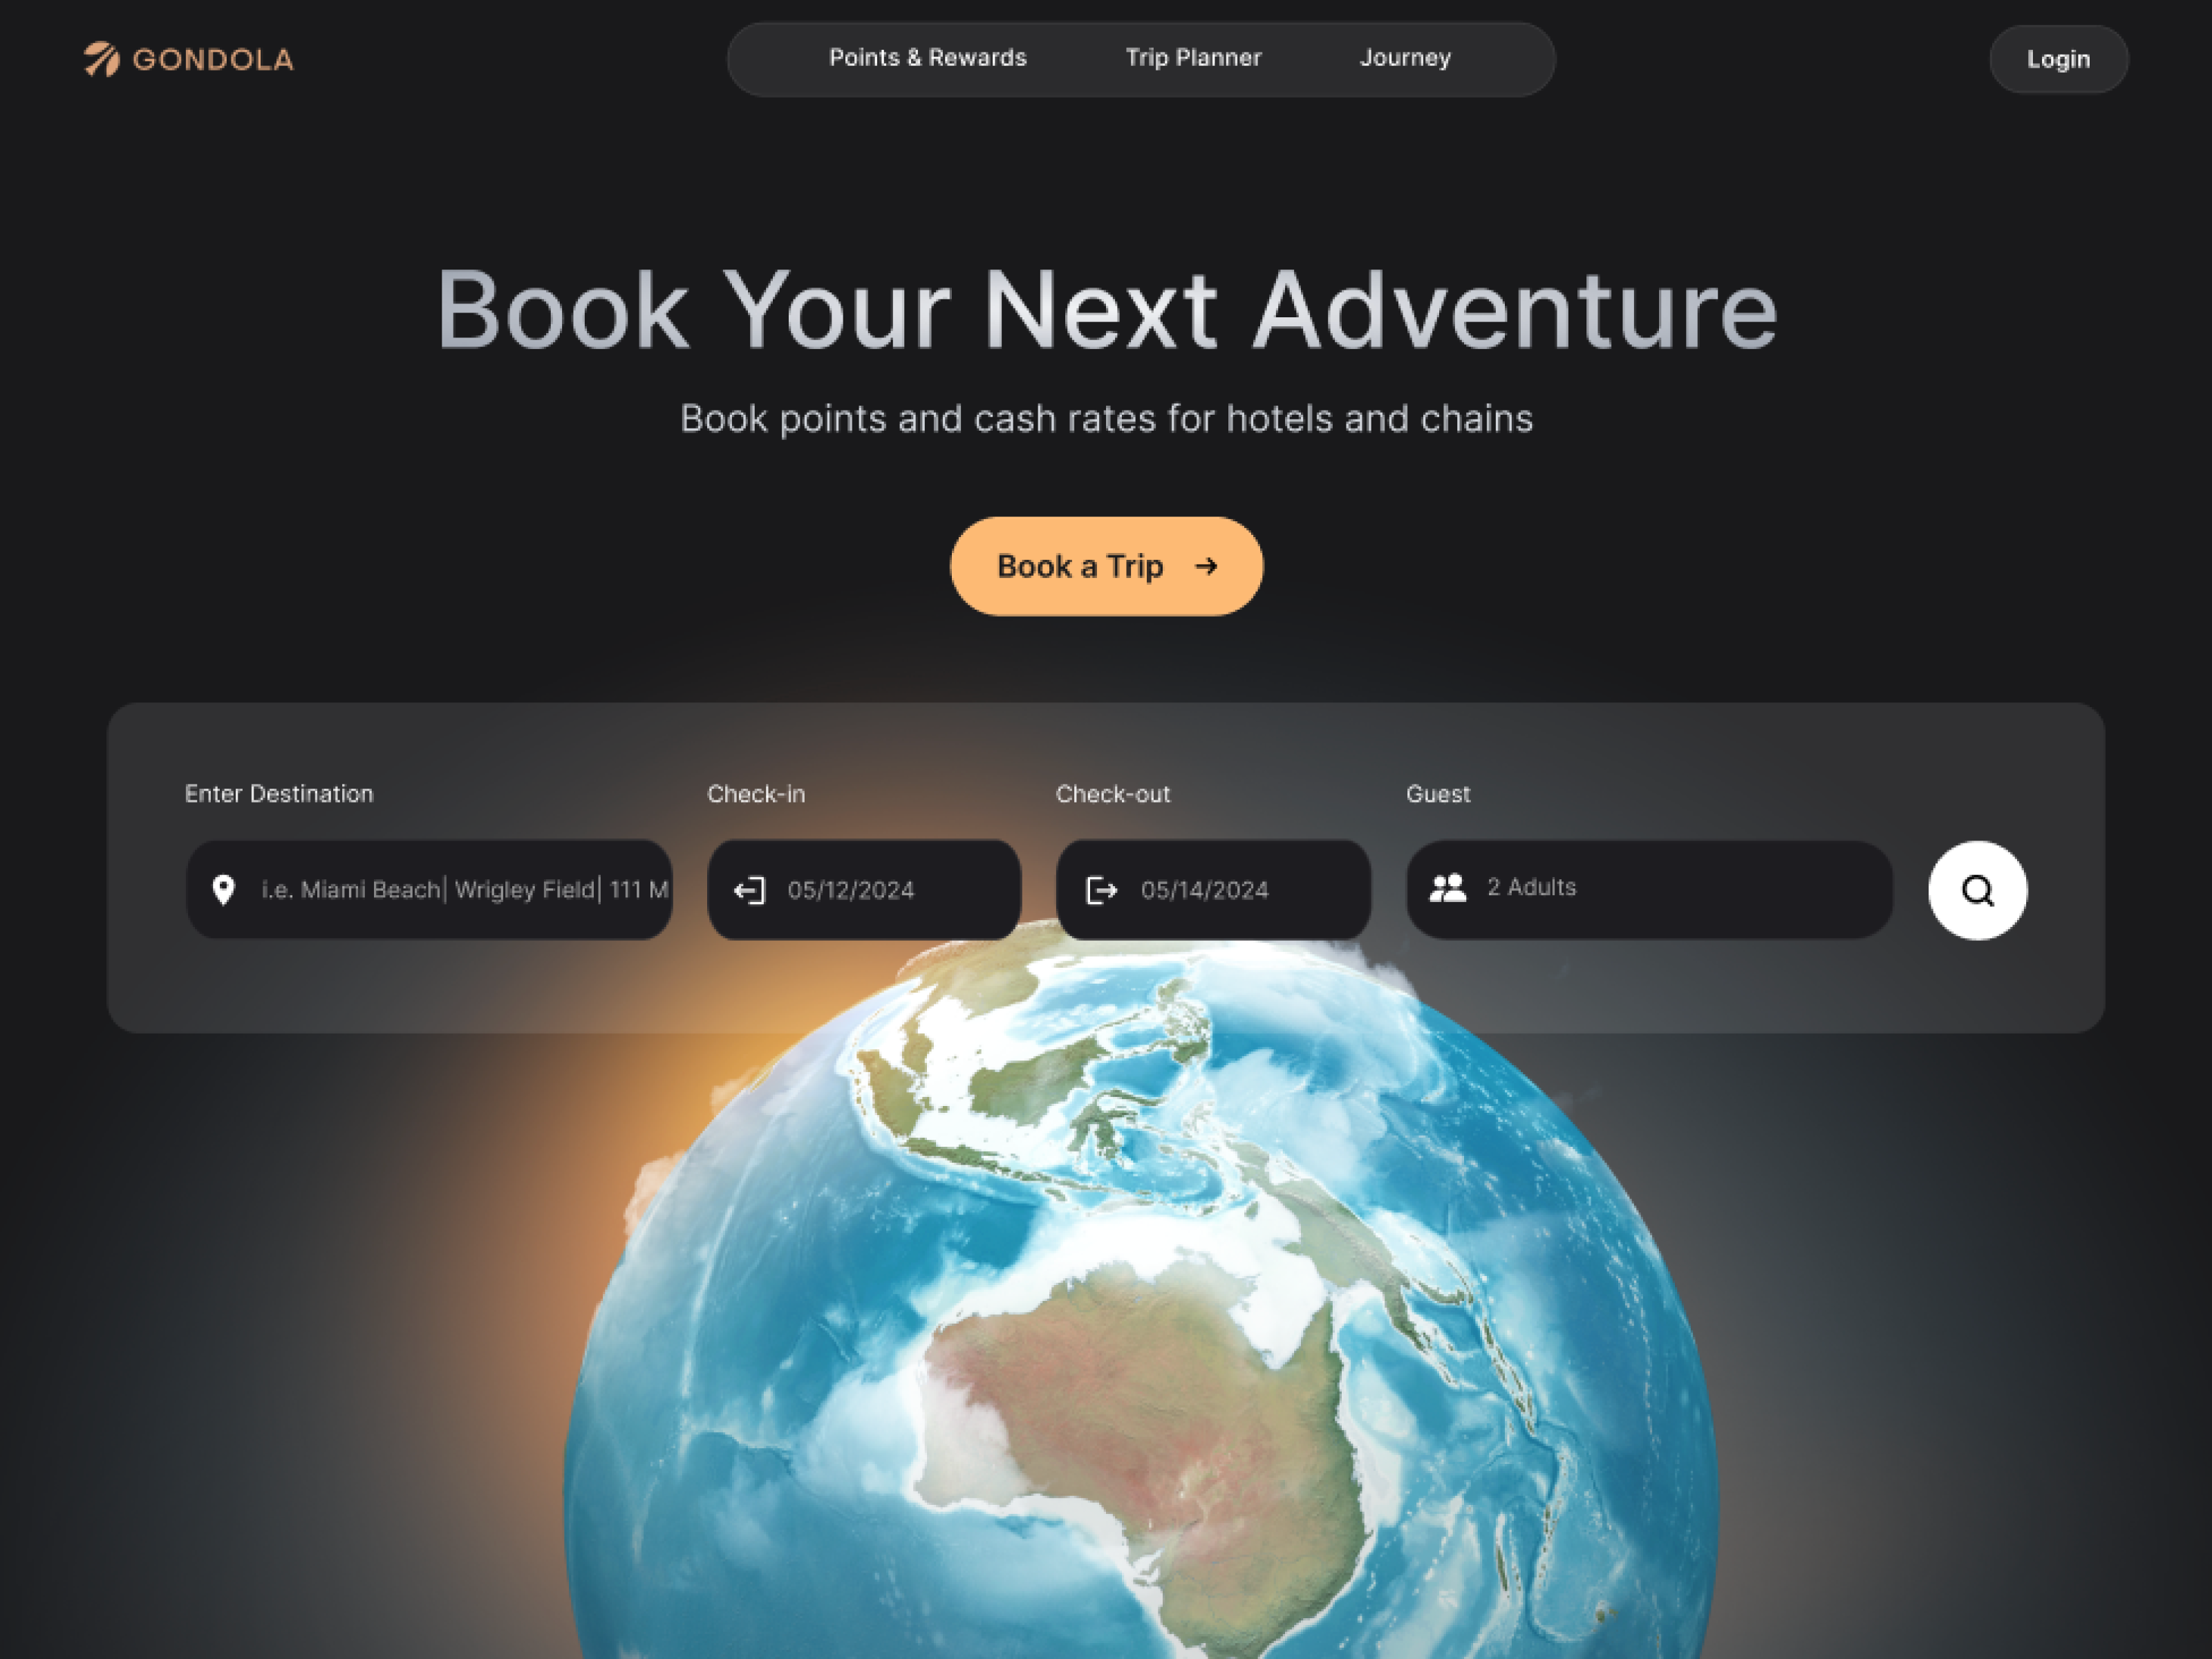 GONDOLA
Points & Rewards
Trip Planner
Journey
Login
Book Your Next Adventure
Book points and cash rates for hotels and chains
Book a Trip →
Enter Destination
Check-in
Check-out
Guest
i.e. Miami Beach| Wrigley Field| 111 M
05/12/2024
05/14/2024
2 Adults